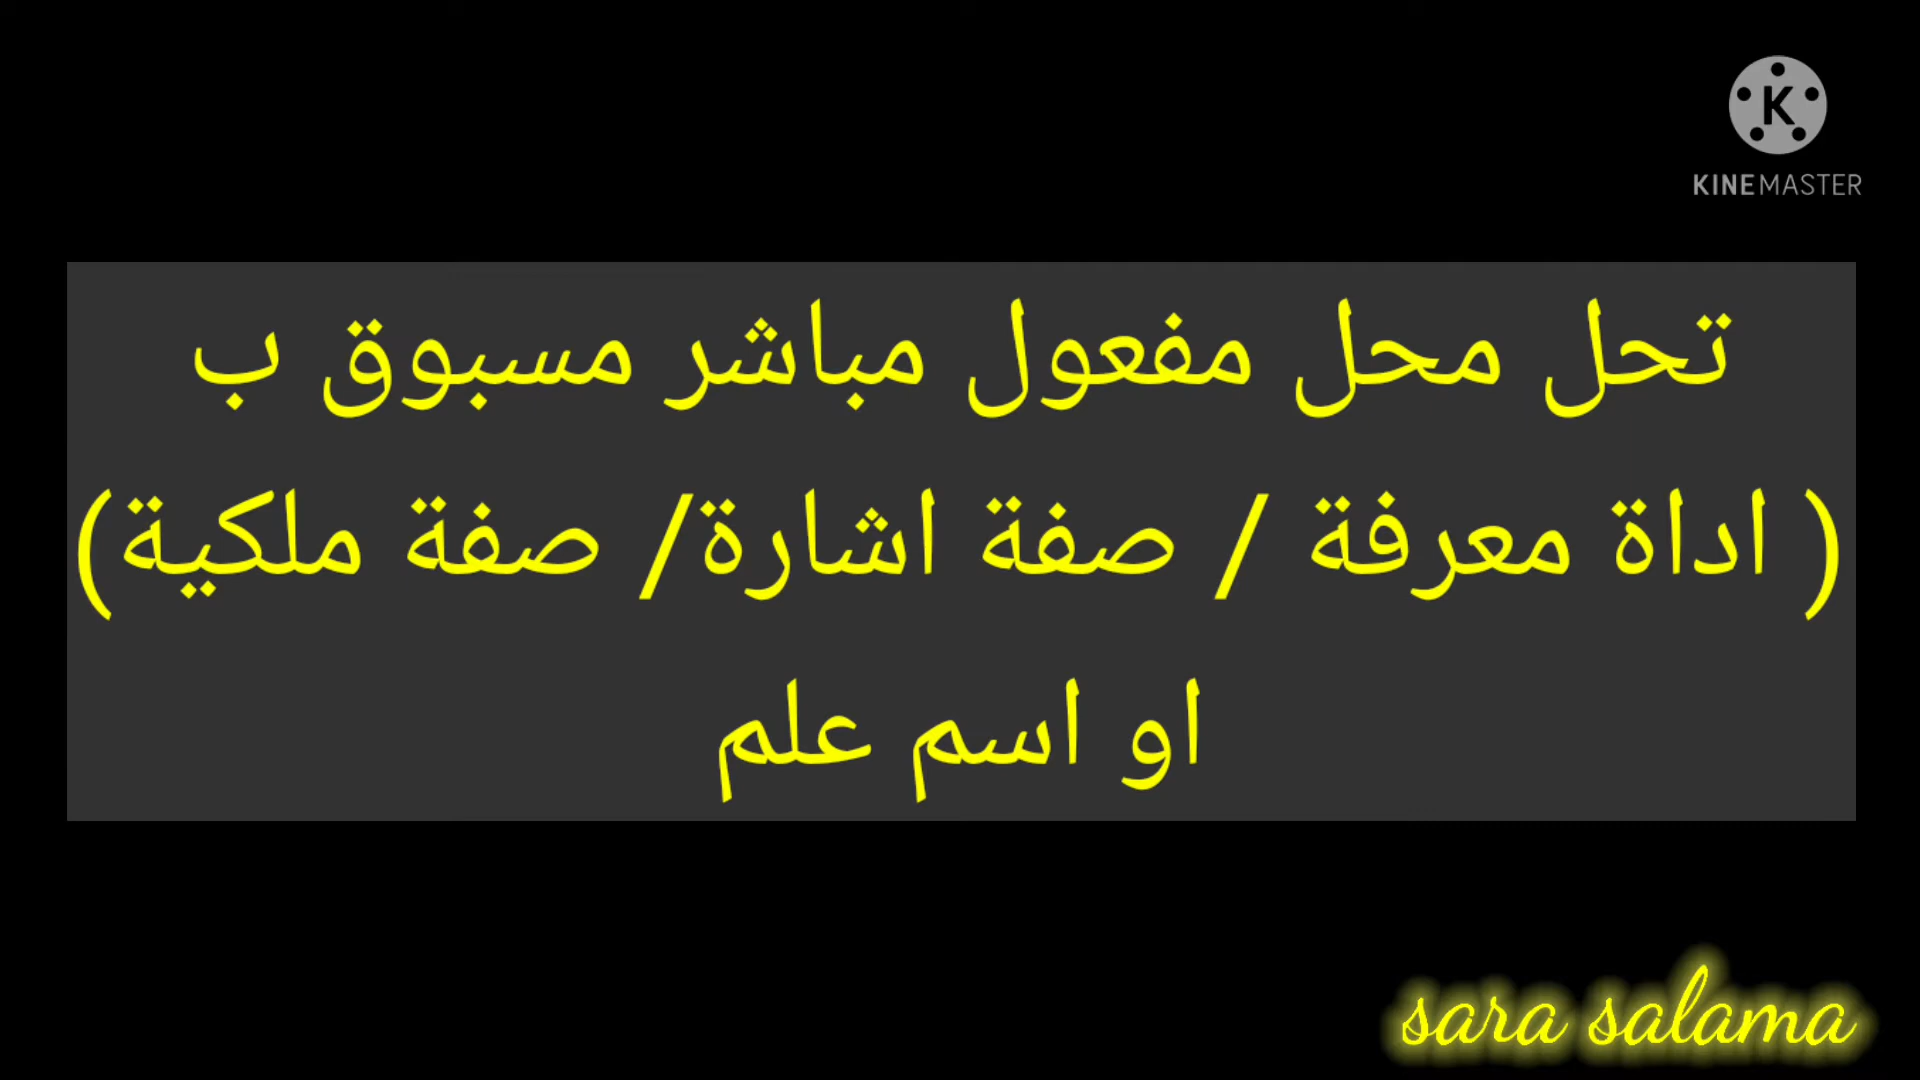 KINEMASTER
تحل محل مفعول مباشر مسبوق ب
( اداة معرفة / صفة اشارة/ صفة ملكية)
او اسم علم
sara salama